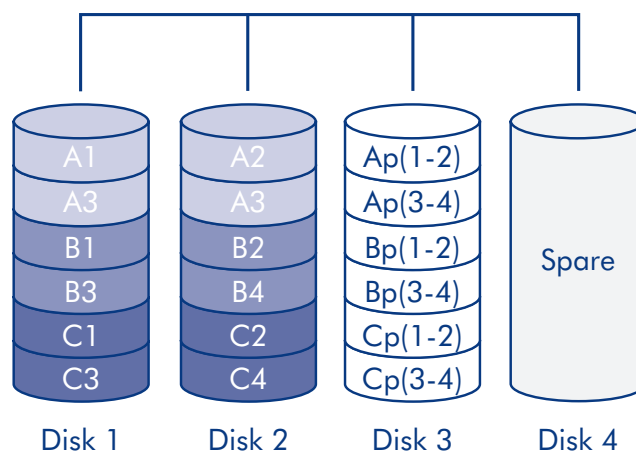 A1 A2 Ap(1-2)
A3 A3 Ap(3-4)
B1 B2 Bp(1-2)
B3 B4 Bp(3-4)
Spare
C1 C2 Cp(1-2)
C3 C4 Cp(3-4)
Disk 1 Disk 2 Disk 3 Disk 4